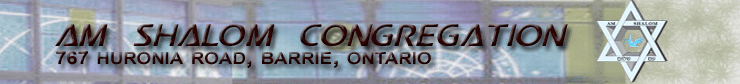 AM SHALOM CONGREGATION
767 HURONIA ROAD, BARRIE, ONTARIO
AM SHALOM